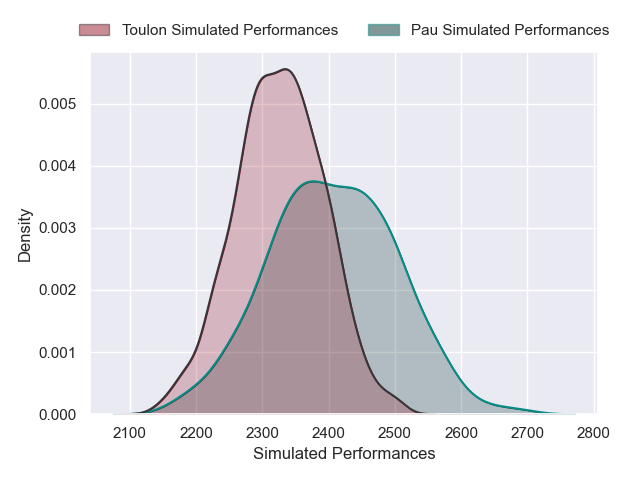 Toulon Simulated Performances Pau Simulated Performances
0.005
0.004
0.003
0.002
0.001
0.000
Density
2100 2200 2300 2400 2500 2600 2700 2800
Simulated Performances